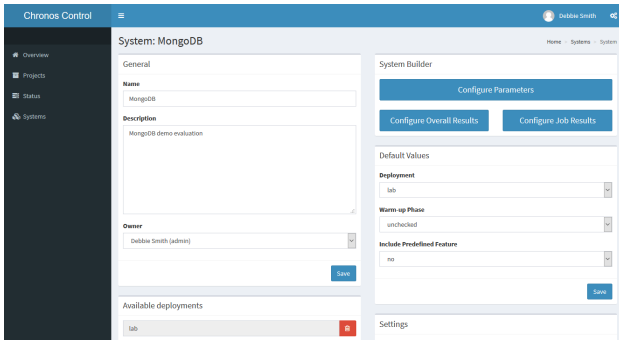 Chronos Control
Debbie Smith
Overview
Projects
Status
Systems
System: MongoDB
Home > Systems > System
General
Name
MongoDB
Description
MongoDB demo evaluation
Owner
Debbie Smith (admin)
Save
Available deployments
lab
System Builder
Configure Parameters
Configure Overall Results
Configure Job Results
Default Values
Deployment
lab
Warm-up Phase
unchecked
Include Predefined Feature
no
Save
Settings